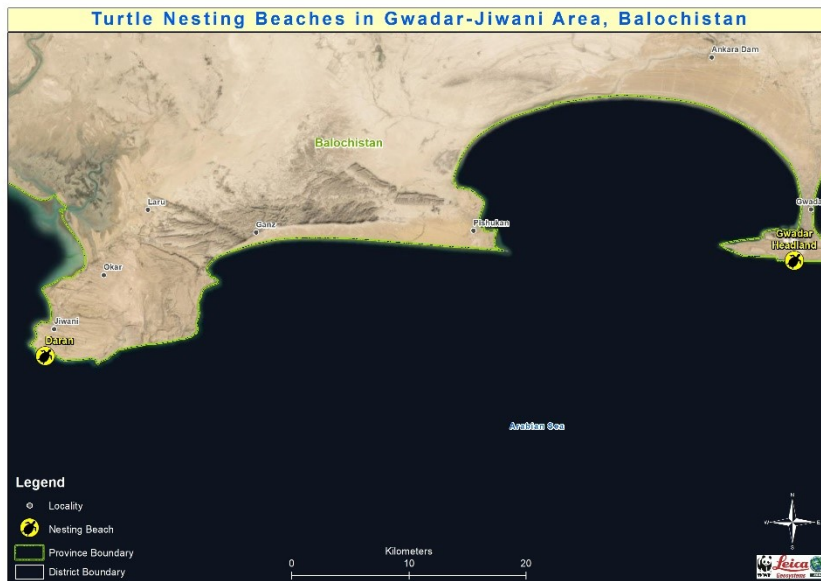 Turtle Nesting Beaches in Gwadar-Jiwani Area, Balochistan
Ankara Dam
Balochistan
Laru
Ganz
Pishukan
Gwadar
Headland
Okar
Jiwani
Daran
Arabian Sea
Legend
Locality
Nesting Beach
Province Boundary
District Boundary
Kilometers
0 10 20
N
W E
S
WWF
Leica
Geosystems